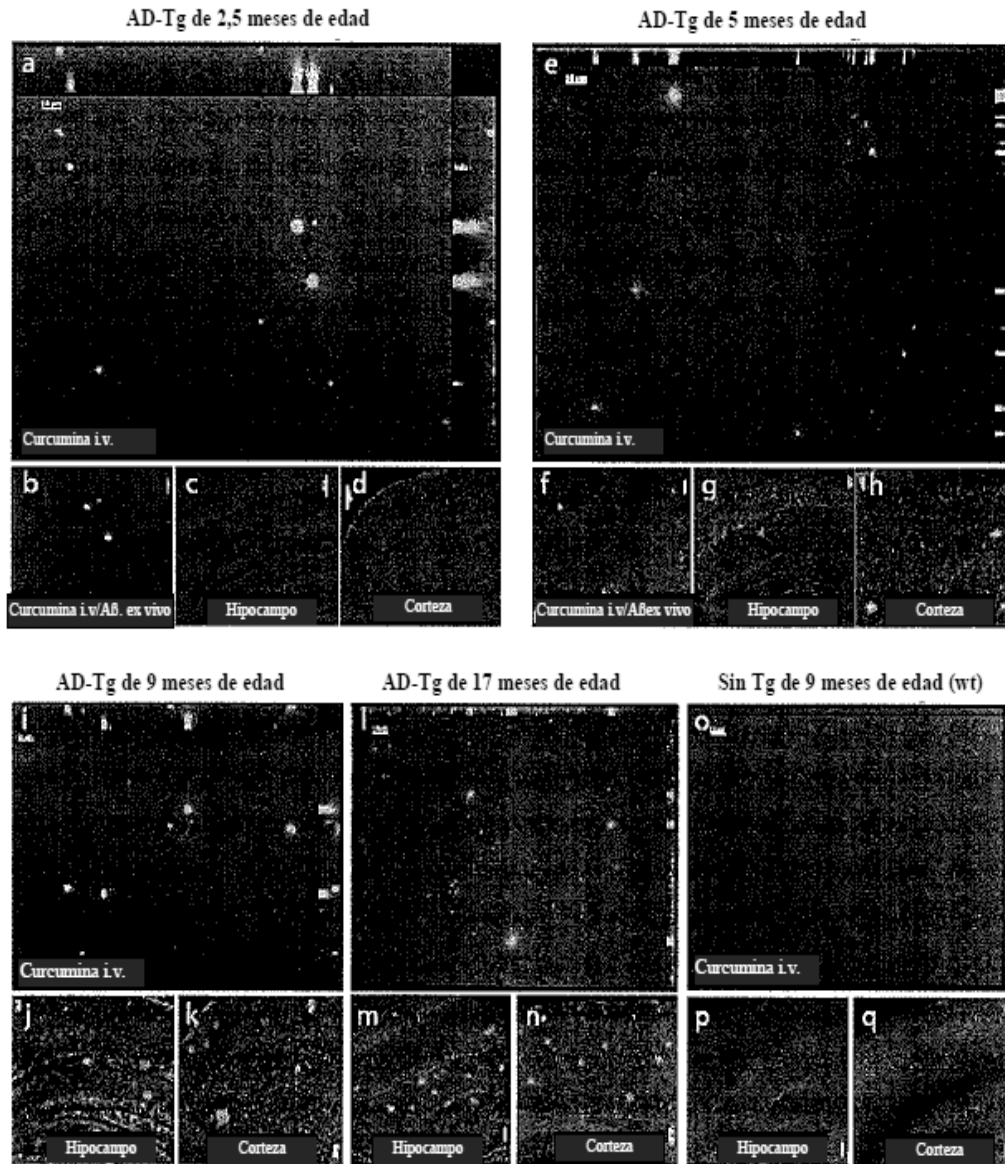 AD-Tg de 2,5 meses de edad
AD-Tg de 5 meses de edad
a
e
Curcumina i.v.
Curcumina i.v.
b
c
d
f
g
h
Curcumina i.v/Aß. ex vivo
Hipocampo
Corteza
Curcumina i.v/Aßex vivo
Hipocampo
Corteza
AD-Tg de 9 meses de edad
AD-Tg de 17 meses de edad
Sin Tg de 9 meses de edad (wt)
i
l
o
Curcumina i.v.
Curcumina i.v.
j
k
m
n
p
q
Hipocampo
Corteza
Hipocampo
Corteza
Hipocampo
Corteza